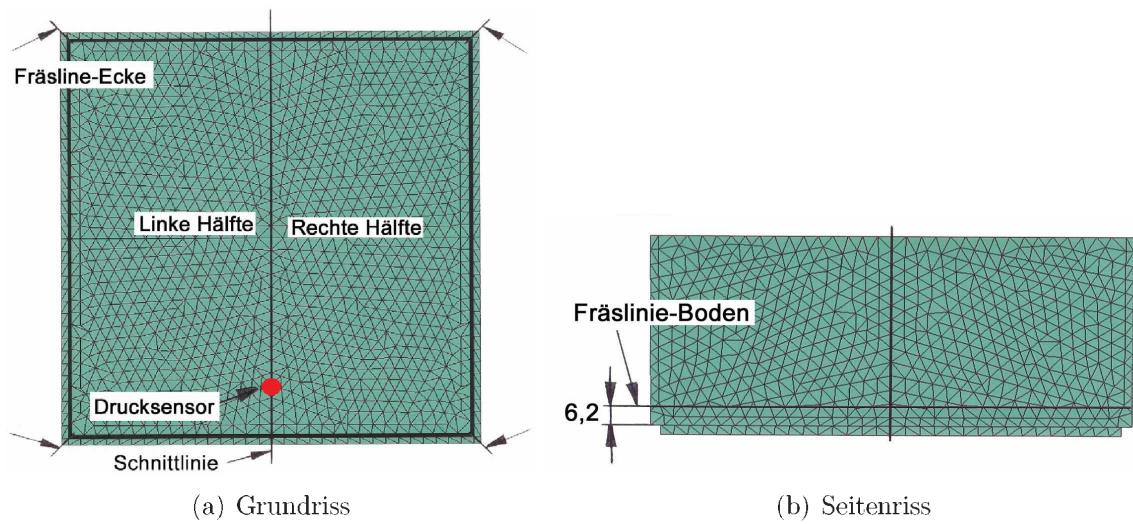 Fräsline-Ecke
Linke Hälfte
Rechte Hälfte
Drucksensor
Schnittlinie
Fräslinie-Boden
6,2
(a) Grundriss
(b) Seitenriss